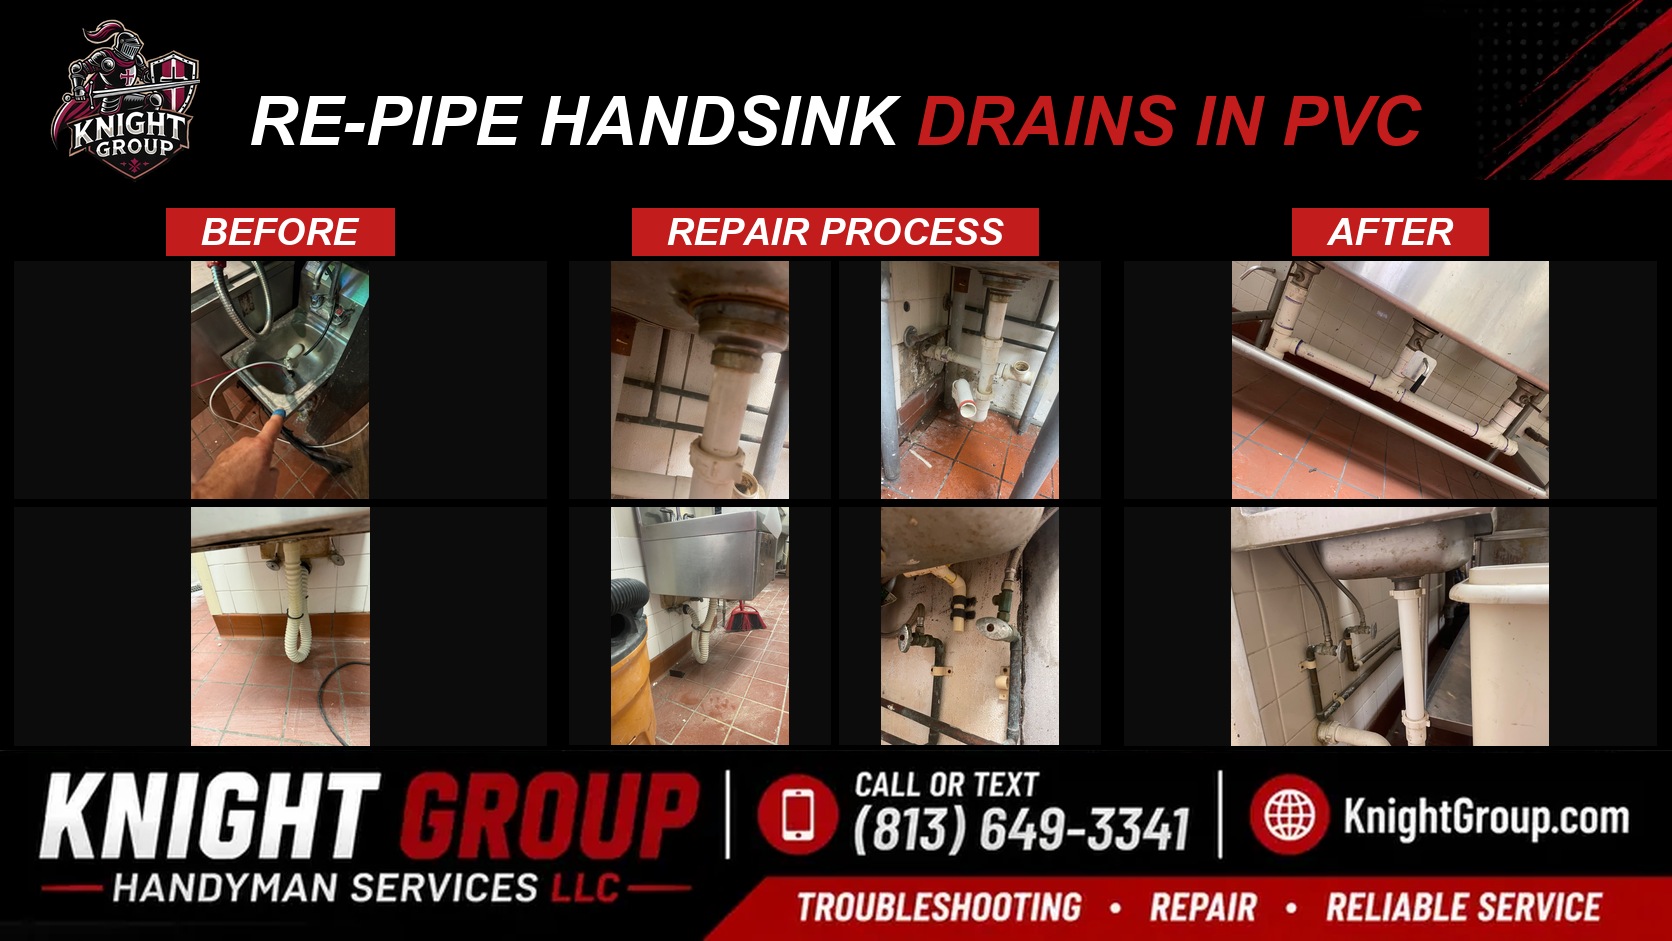 KNIGHT
GROUP
RE-PIPE HANDSINK DRAINS IN PVC
BEFORE
REPAIR PROCESS
AFTER
KNIGHT GROUP
HANDYMAN SERVICES LLC
CALL OR TEXT
(813) 649-3341
KnightGroup.com
TROUBLESHOOTING • REPAIR • RELIABLE SERVICE